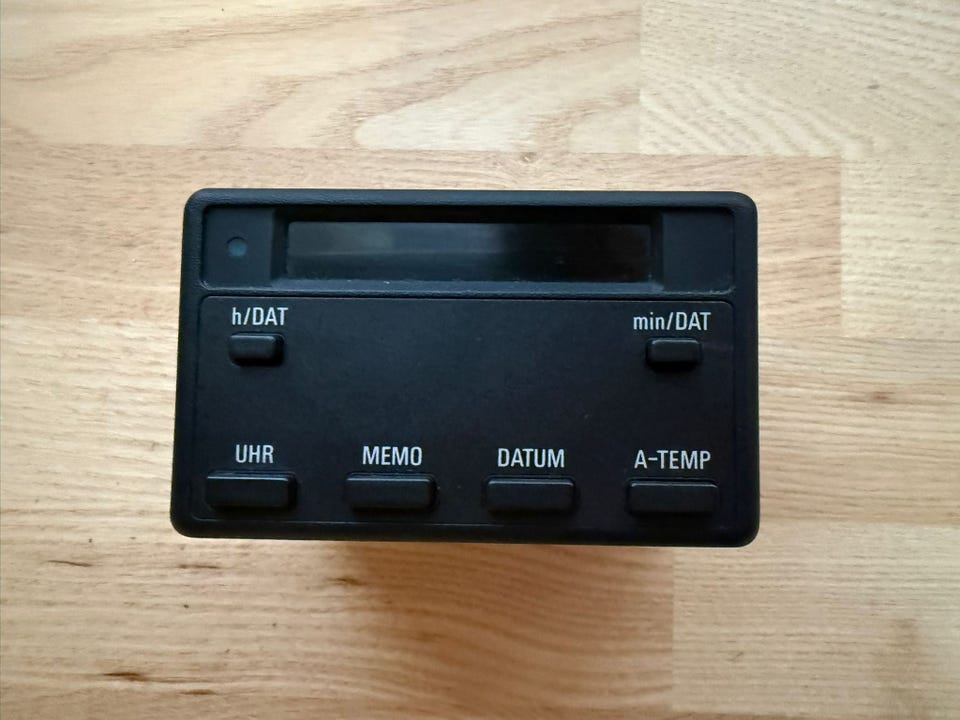 h/DAT min/DAT
UHR MEMO DATUM A-TEMP